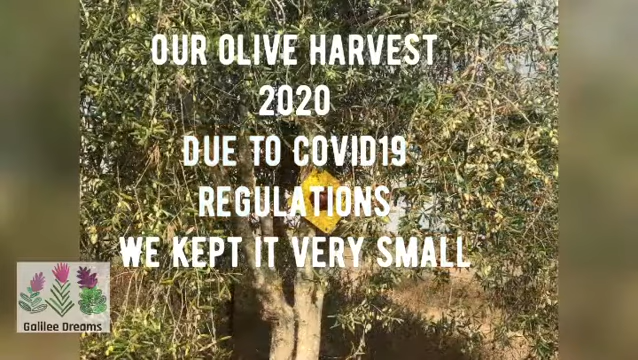 OUR OLIVE HARVEST
2020
DUE TO COVID19
REGULATIONS
WE KEPT IT VERY SMALL
Galilee Dreams